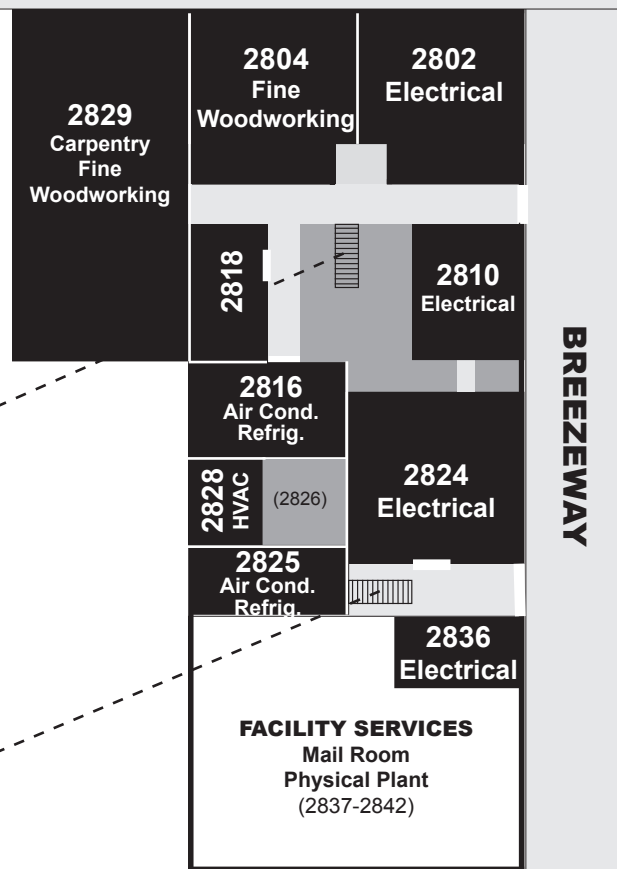 2829
Carpentry
Fine
Woodworking
2804
Fine
Woodworking
2802
Electrical
2818
2810
Electrical
2816
Air Cond.
Refrig.
2828
HVAC
(2826)
2824
Electrical
2825
Air Cond.
Refrig.
2836
Electrical
FACILITY SERVICES
Mail Room
Physical Plant
(2837-2842)
BREEZEWAY